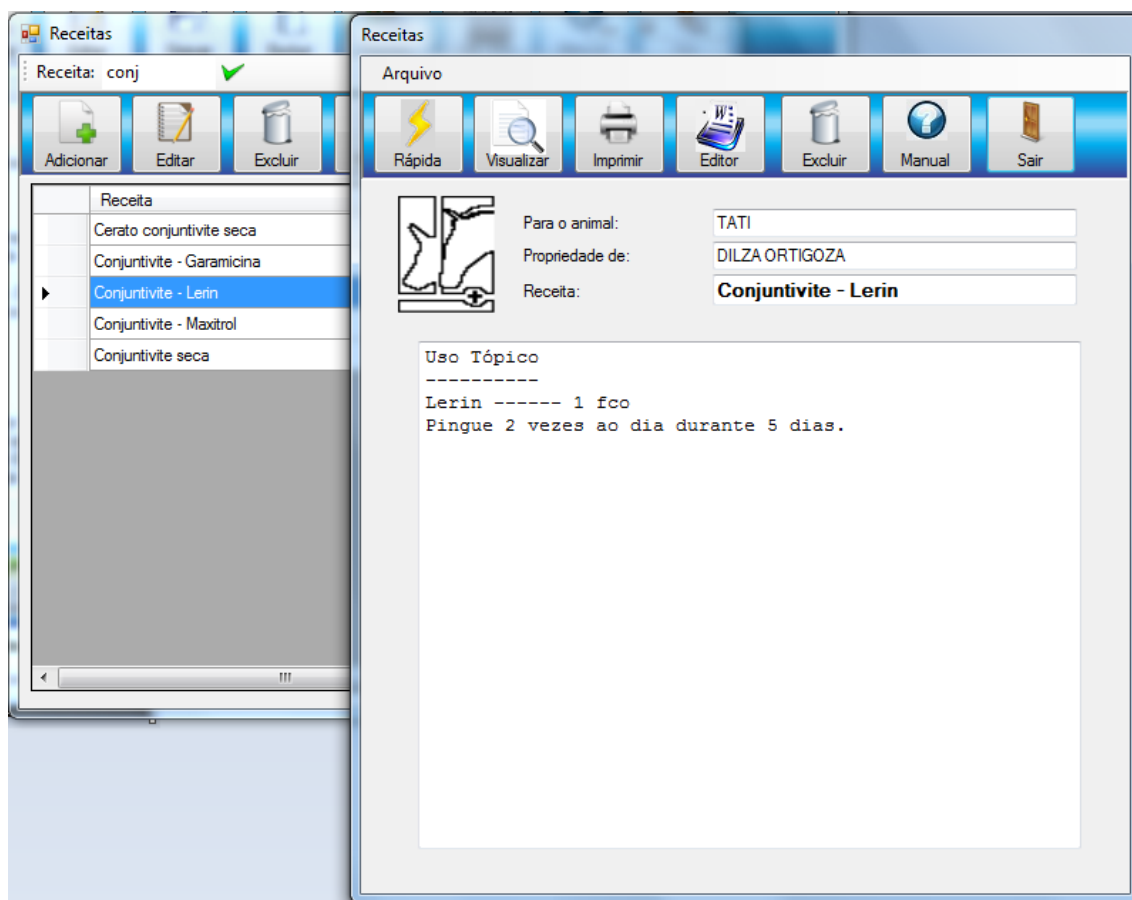 Receitas
Receita: conj
Adicionar
Editar
Excluir
Receita
Cerato conjuntivite seca
Conjuntivite - Garamicina
Conjuntivite - Lerin
Conjuntivite - Maxitrol
Conjuntivite seca
Receitas
Arquivo
Rápida
Visualizar
Imprimir
Editor
Excluir
Manual
Sair
Para o animal: TATI
Propriedade de: DILZA ORTIGOZA
Receita: Conjuntivite - Lerin
Uso Tópico
----------
Lerin ------ 1 fco
Pingue 2 vezes ao dia durante 5 dias.